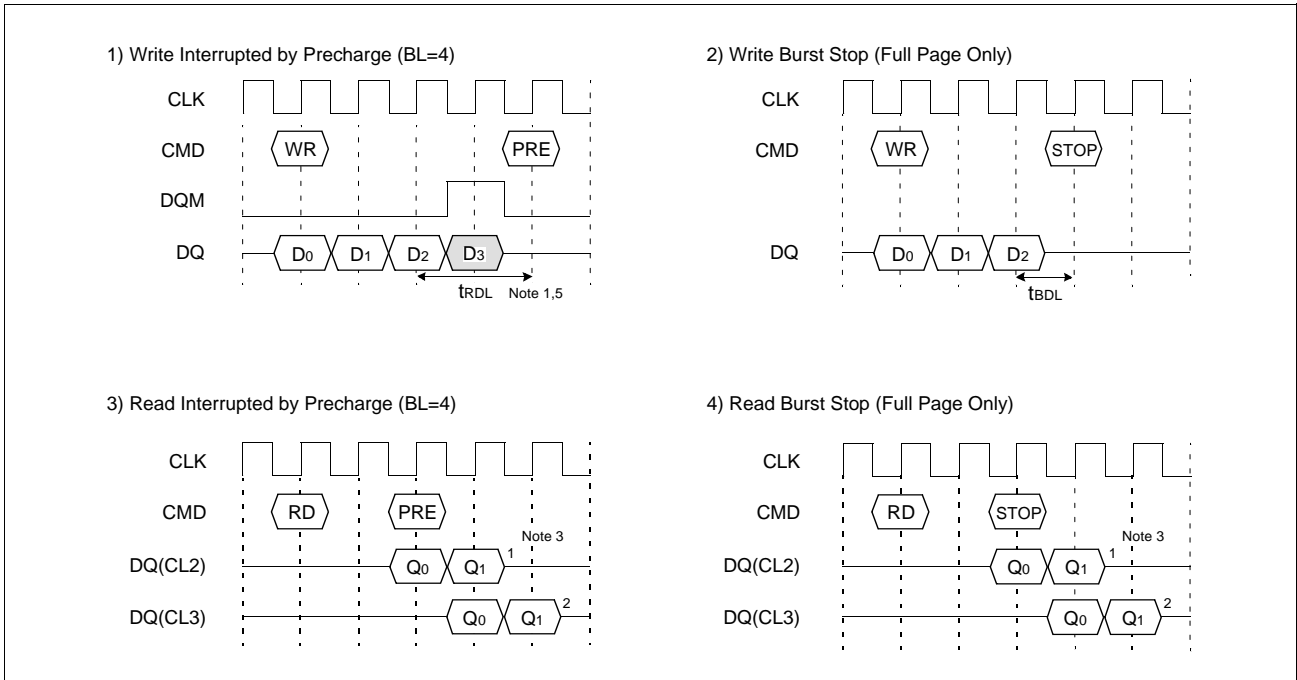 1) Write Interrupted by Precharge (BL=4)
CLK
CMD WR PRE
DQM
DQ D0 D1 D2 D3
tRDL Note 1,5
2) Write Burst Stop (Full Page Only)
CLK
CMD WR STOP
DQ D0 D1 D2
tBDL
3) Read Interrupted by Precharge (BL=4)
CLK
CMD RD PRE
Note 3
DQ(CL2) Q0 Q1 1
DQ(CL3) Q0 Q1 2
4) Read Burst Stop (Full Page Only)
CLK
CMD RD STOP
Note 3
DQ(CL2) Q0 Q1 1
DQ(CL3) Q0 Q1 2